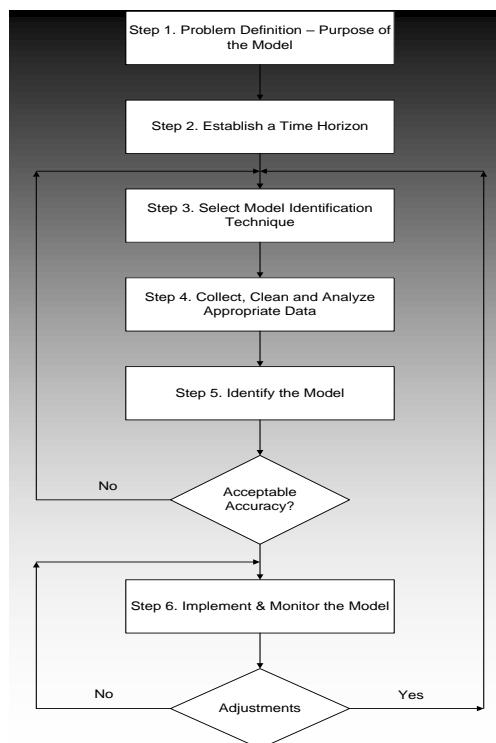 Step 1. Problem Definition – Purpose of
the Model
Step 2. Establish a Time Horizon
Step 3. Select Model Identification
Technique
Step 4. Collect, Clean and Analyze
Appropriate Data
Step 5. Identify the Model
No
Acceptable
Accuracy?
Step 6. Implement & Monitor the Model
No
Adjustments
Yes